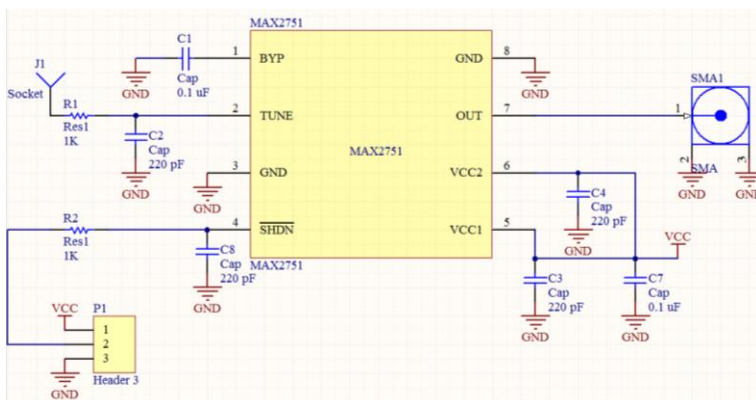 MAX2751
C1
Cap
0.1 uF
GND
1
BYP
GND
8
GND
J1
Socket
R1
Res1
1K
2
TUNE
OUT
7
C2
Cap
220 pF
GND
MAX2751
SMA1
1
2
SMA
3
GND
GND
3
GND
GND
VCC2
6
C4
Cap
220 pF
GND
R2
Res1
1K
4
SHDN
VCC1
5
VCC
C8
Cap
220 pF
GND
MAX2751
C3
Cap
220 pF
GND
C7
Cap
0.1 uF
GND
VCC
P1
1
2
3
Header 3
GND